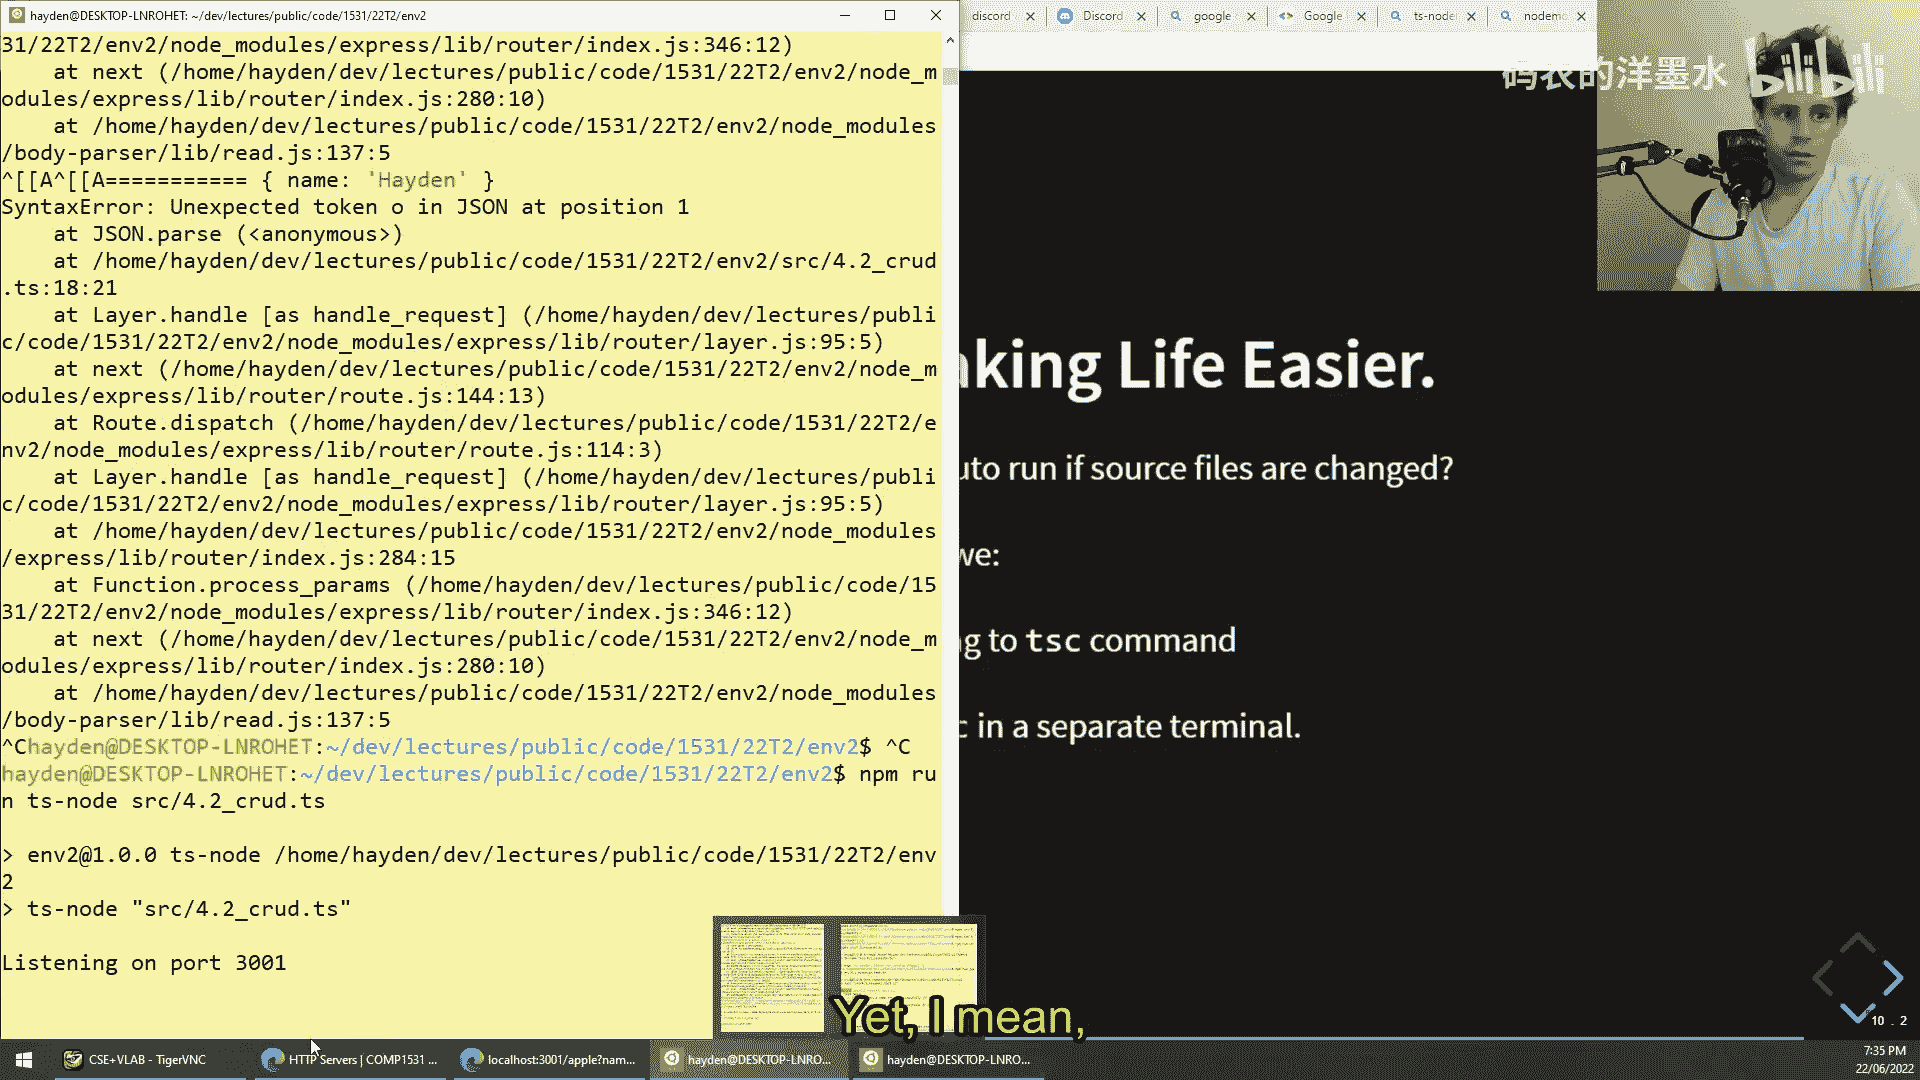 hayden@DESKTOP-LNROHET: ~/dev/lectures/public/code/1531/22T2/env2
31/22T2/env2/node_modules/express/lib/router/index.js:346:12)
    at next (/home/hayden/dev/lectures/public/code/1531/22T2/env2/node_m
odules/express/lib/router/index.js:280:10)
    at /home/hayden/dev/lectures/public/code/1531/22T2/env2/node_modules
/body-parser/lib/read.js:137:5
^[[A^[[A=========== { name: 'Hayden' }
SyntaxError: Unexpected token o in JSON at position 1
    at JSON.parse (<anonymous>)
    at /home/hayden/dev/lectures/public/code/1531/22T2/env2/src/4.2_crud
.ts:18:21
    at Layer.handle [as handle_request] (/home/hayden/dev/lectures/publi
c/code/1531/22T2/env2/node_modules/express/lib/router/layer.js:95:5)
    at next (/home/hayden/dev/lectures/public/code/1531/22T2/env2/node_m
odules/express/lib/router/route.js:144:13)
    at Route.dispatch (/home/hayden/dev/lectures/public/code/1531/22T2/e
nv2/node_modules/express/lib/router/route.js:114:3)
    at Layer.handle [as handle_request] (/home/hayden/dev/lectures/publi
c/code/1531/22T2/env2/node_modules/express/lib/router/layer.js:95:5)
    at /home/hayden/dev/lectures/public/code/1531/22T2/env2/node_modules
/express/lib/router/index.js:284:15
    at Function.process_params (/home/hayden/dev/lectures/public/code/15
31/22T2/env2/node_modules/express/lib/router/index.js:346:12)
    at next (/home/hayden/dev/lectures/public/code/1531/22T2/env2/node_m
odules/express/lib/router/index.js:280:10)
    at /home/hayden/dev/lectures/public/code/1531/22T2/env2/node_modules
/body-parser/lib/read.js:137:5
^Chayden@DESKTOP-LNROHET:~/dev/lectures/public/code/1531/22T2/env2$ ^C
hayden@DESKTOP-LNROHET:~/dev/lectures/public/code/1531/22T2/env2$ npm ru
n ts-node src/4.2_crud.ts
> env2@1.0.0 ts-node /home/hayden/dev/lectures/public/code/1531/22T2/env
2
> ts-node "src/4.2_crud.ts"
Listening on port 3001
discord Discord google Google ts-node nodem
码农的洋墨水 bilibili
aking Life Easier.
uto run if source files are changed?
we:
ng to tsc command
c in a separate terminal.
Yet, I mean,
10 . 2
CSE+VLAB - TigerVNC HTTP Servers | COMP1531 ... localhost:3001/apple?nam... hayden@DESKTOP-LNRO... hayden@DESKTOP-LNRO...
7:35 PM
22/06/2022